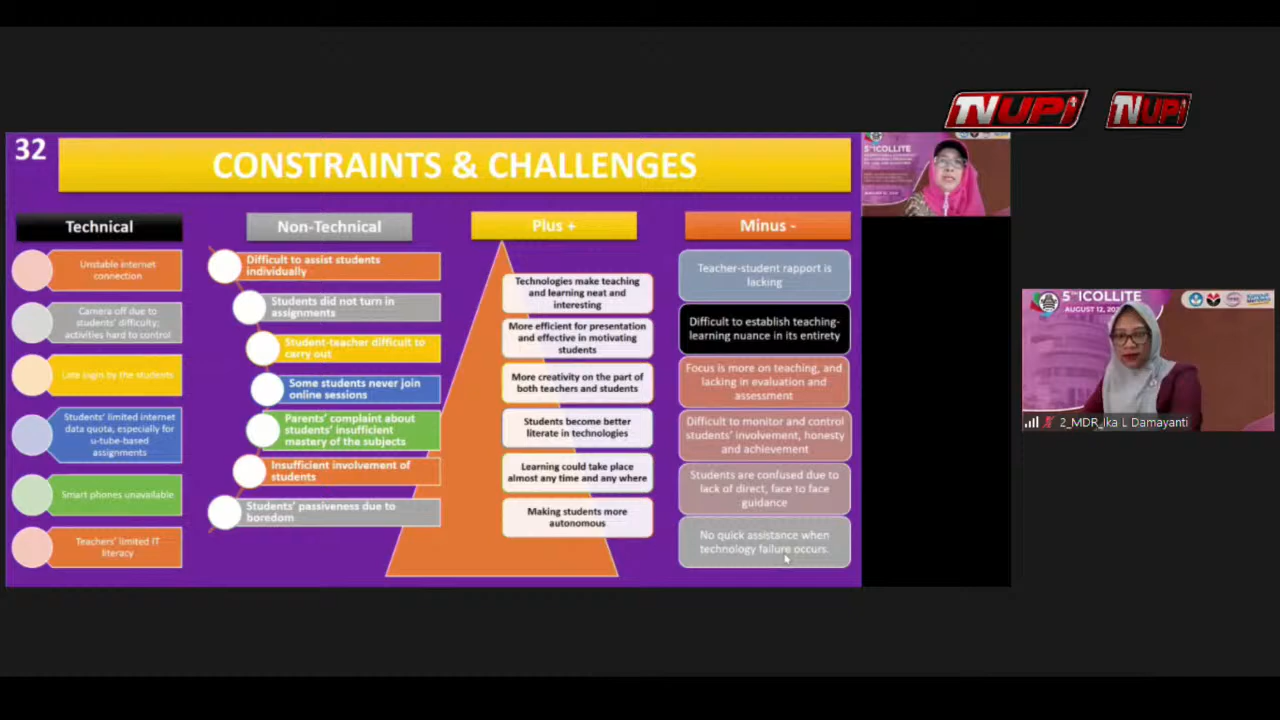 TVUPI
TVUPI
32
CONSTRAINTS & CHALLENGES
Technical
Unstable internet
connection
Camera off due to
students' difficulty;
activities hard to control
Late login by the students
Students' limited internet
data quota, especially for
u-tube-based
assignments
Smart phones unavailable
Teachers' limited IT
literacy
Non-Technical
Difficult to assist students
individually
Students did not turn in
assignments
Student-teacher difficult to
carry out
Some students never join
online sessions
Parents' complaint about
students' insufficient
mastery of the subjects
Insufficient involvement of
students
Students' passiveness due to
boredom
Plus +
Technologies make teaching
and learning neat and
interesting
More efficient for presentation
and effective in motivating
students
More creativity on the part of
both teachers and students
Students become better
literate in technologies
Learning could take place
almost any time and any where
Making students more
autonomous
Minus -
Teacher-student rapport is
lacking
Difficult to establish teaching-
learning nuance in its entirety
Focus is more on teaching, and
lacking in evaluation and
assessment
Difficult to monitor and control
students' involvement, honesty
and achievement
Students are confused due to
lack of direct, face to face
guidance
No quick assistance when
technology failure occurs.
5TH ICOLLITE
5TH ICOLLITE
AUGUST 12, 202
2_MDR_Ika L Damayanti